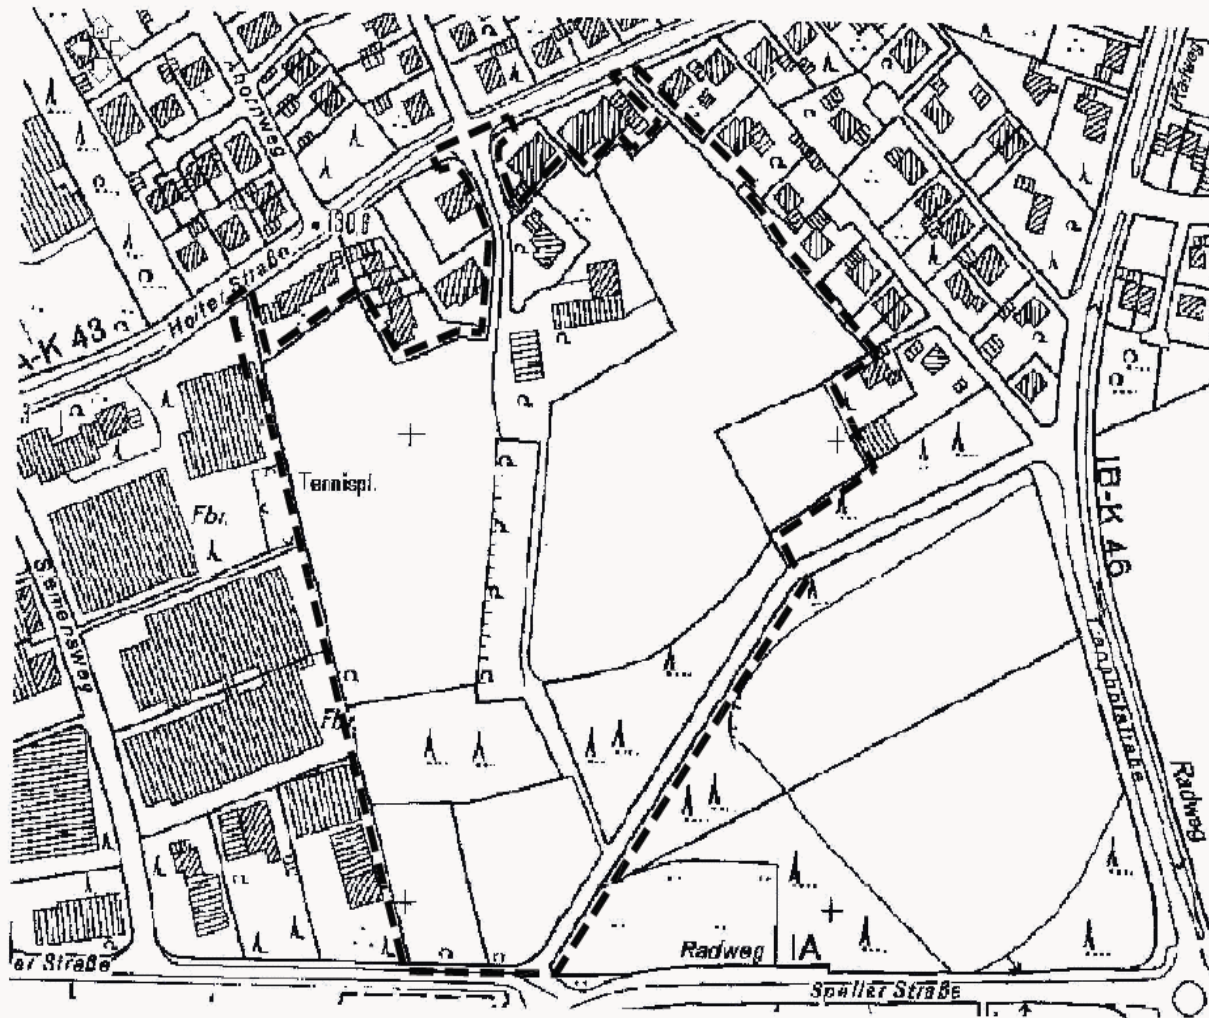 Ahornweg
Radweg
130,6
Holter Straße
A-K 43
Tennispl.
Fbr.
Siemensweg
IB-K 46
Fbr.
Radweg
er Straße
Radweg
IA
Speller Straße